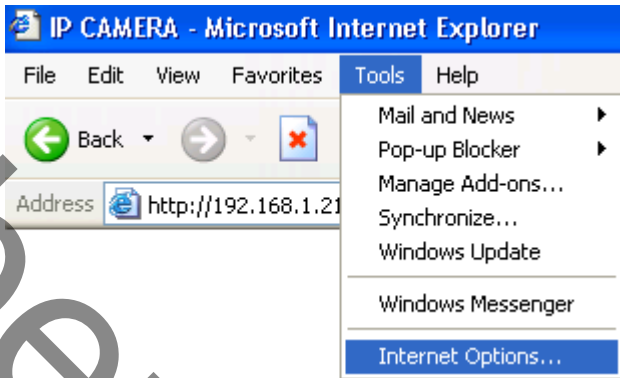 IP CAMERA - Microsoft Internet Explorer
File Edit View Favorites Tools Help
Back
Address http://192.168.1.21
Mail and News
Pop-up Blocker
Manage Add-ons...
Synchronize...
Windows Update
Windows Messenger
Internet Options...